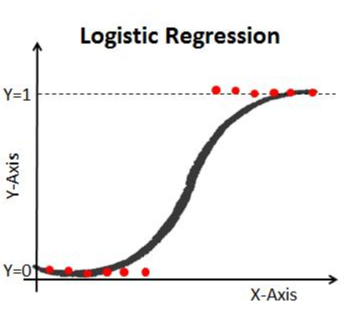 Logistic Regression
Y=1
Y-Axis
Y=0
X-Axis